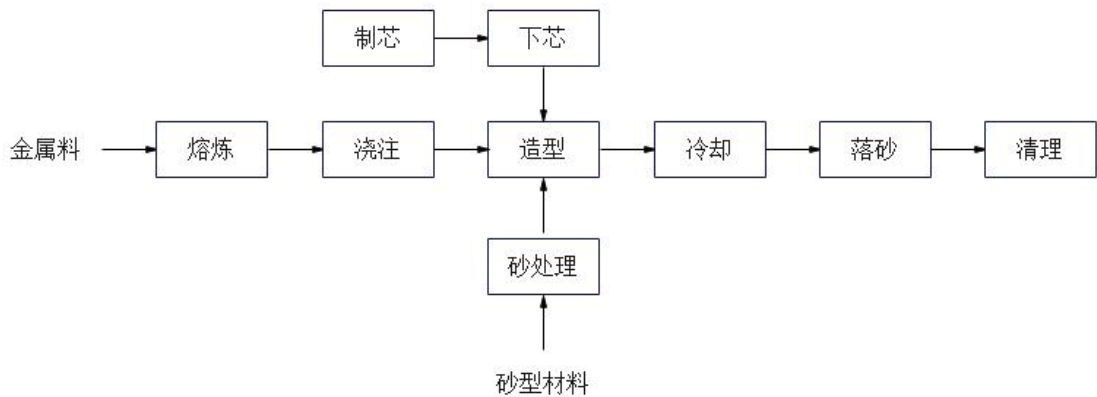 制芯
下芯
金属料
熔炼
浇注
造型
冷却
落砂
清理
砂处理
砂型材料